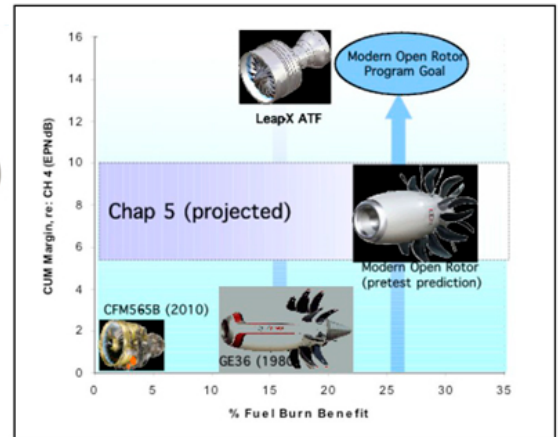 16
14
12
10
8
6
4
2
0
CUM Margin, re: CH 4 (EPNdB)
Modern Open Rotor
Program Goal
LeapX ATF
Chap 5 (projected)
Modern Open Rotor
(pretest prediction)
CFM565B (2010)
GE36 (1980
0 5 10 15 20 25 30 35
% Fuel Burn Benefit